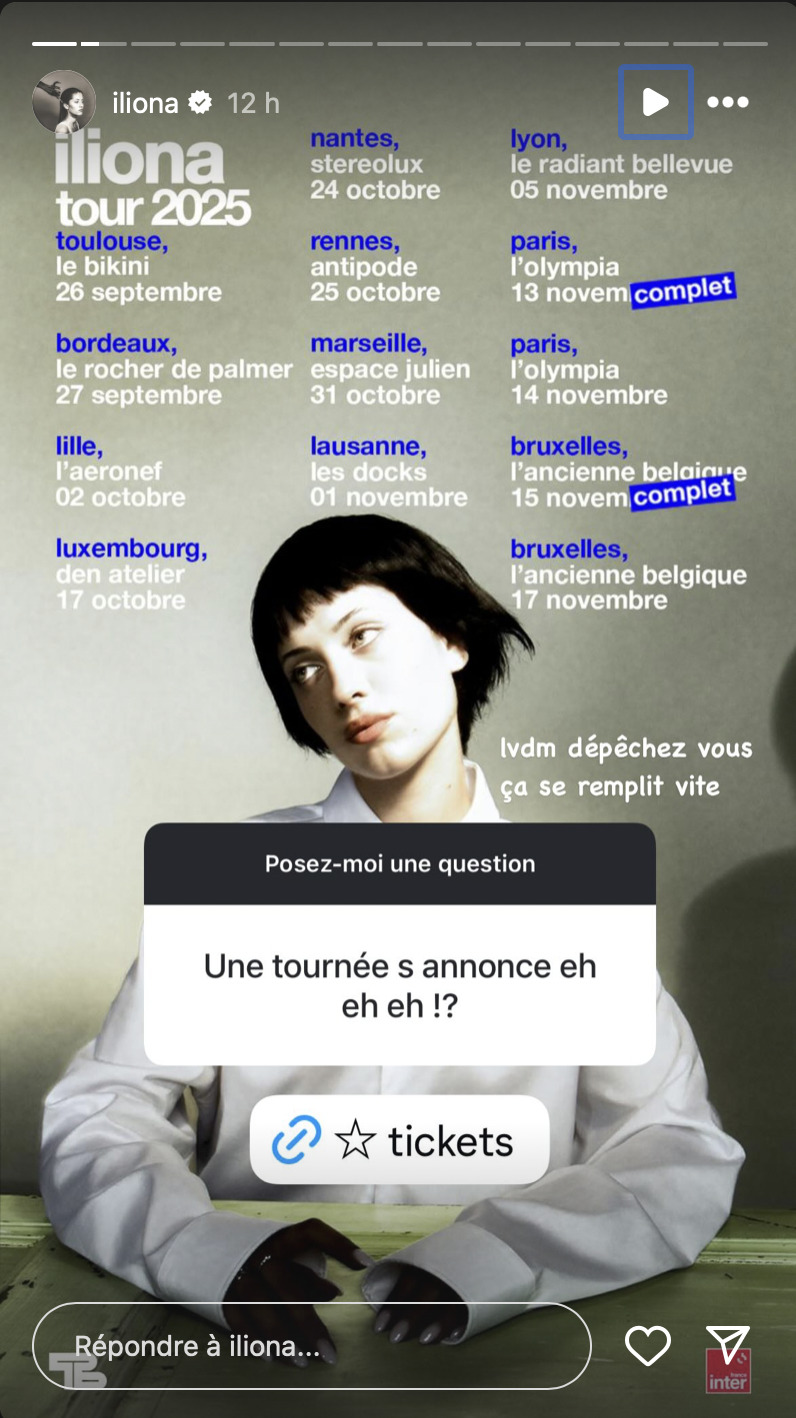 iliona 12 h
iliona
tour 2025
toulouse,
le bikini
26 septembre
bordeaux,
le rocher de palmer
27 septembre
lille,
l'aeronef
02 octobre
luxembourg,
den atelier
17 octobre
nantes,
stereolux
24 octobre
rennes,
antipode
25 octobre
marseille,
espace julien
31 octobre
lausanne,
les docks
01 novembre
lyon,
le radiant bellevue
05 novembre
paris,
l'olympia
13 novem
complet
paris,
l'olympia
14 novembre
bruxelles,
l'ancienne belgique
15 novem
complet
bruxelles,
l'ancienne belgique
17 novembre
lvdm dépêchez vous
ça se remplit vite
Posez-moi une question
Une tournée s annonce eh
eh eh !?
☆ tickets
Répondre à iliona...
france
inter